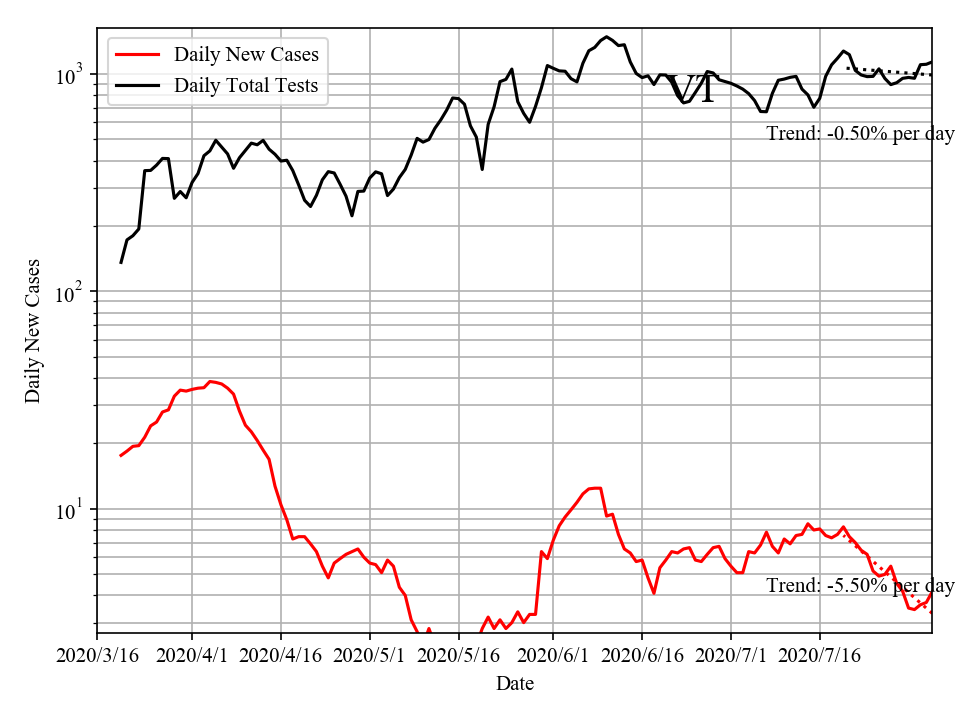 Daily New Cases
Daily Total Tests
VT
Trend: -0.50% per day
Trend: -5.50% per day
10³
10²
10¹
Daily New Cases
2020/3/16 2020/4/1 2020/4/16 2020/5/1 2020/5/16 2020/6/1 2020/6/16 2020/7/1 2020/7/16
Date